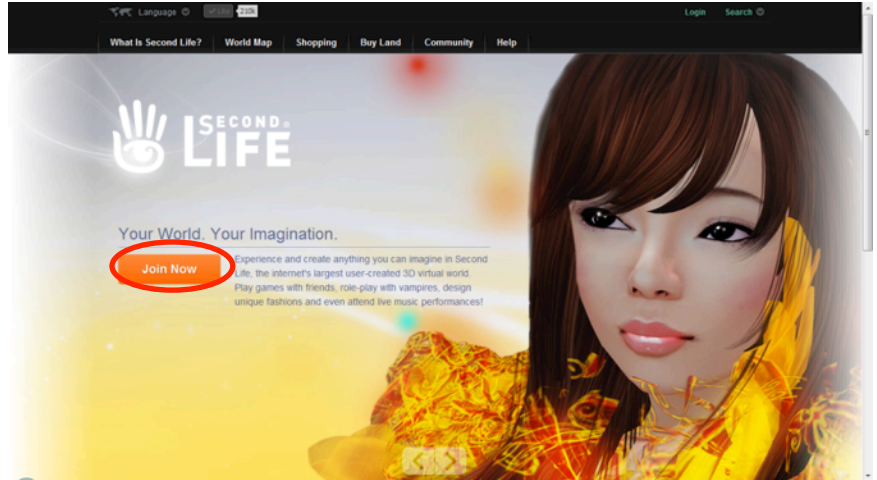 Language
Like 210k
Login
Search
What Is Second Life?
World Map
Shopping
Buy Land
Community
Help
SECOND
LIFE
Your World. Your Imagination.
Join Now
Experience and create anything you can imagine in Second
Life, the internet's largest user-created 3D virtual world.
Play games with friends, role-play with vampires, design
unique fashions and even attend live music performances!